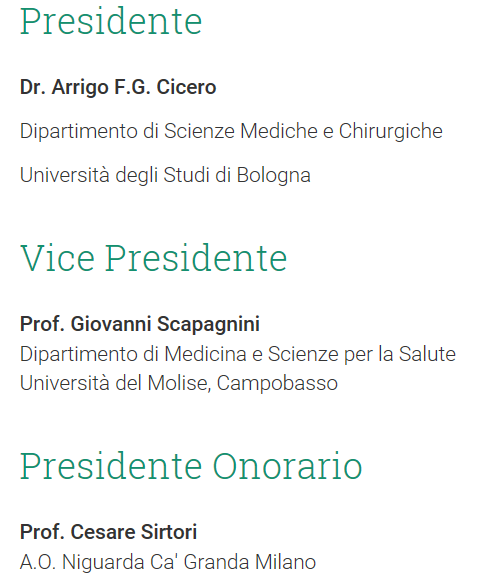 Presidente
Dr. Arrigo F.G. Cicero
Dipartimento di Scienze Mediche e Chirurgiche
Università degli Studi di Bologna
Vice Presidente
Prof. Giovanni Scapagnini
Dipartimento di Medicina e Scienze per la Salute
Università del Molise, Campobasso
Presidente Onorario
Prof. Cesare Sirtori
A.O. Niguarda Ca' Granda Milano